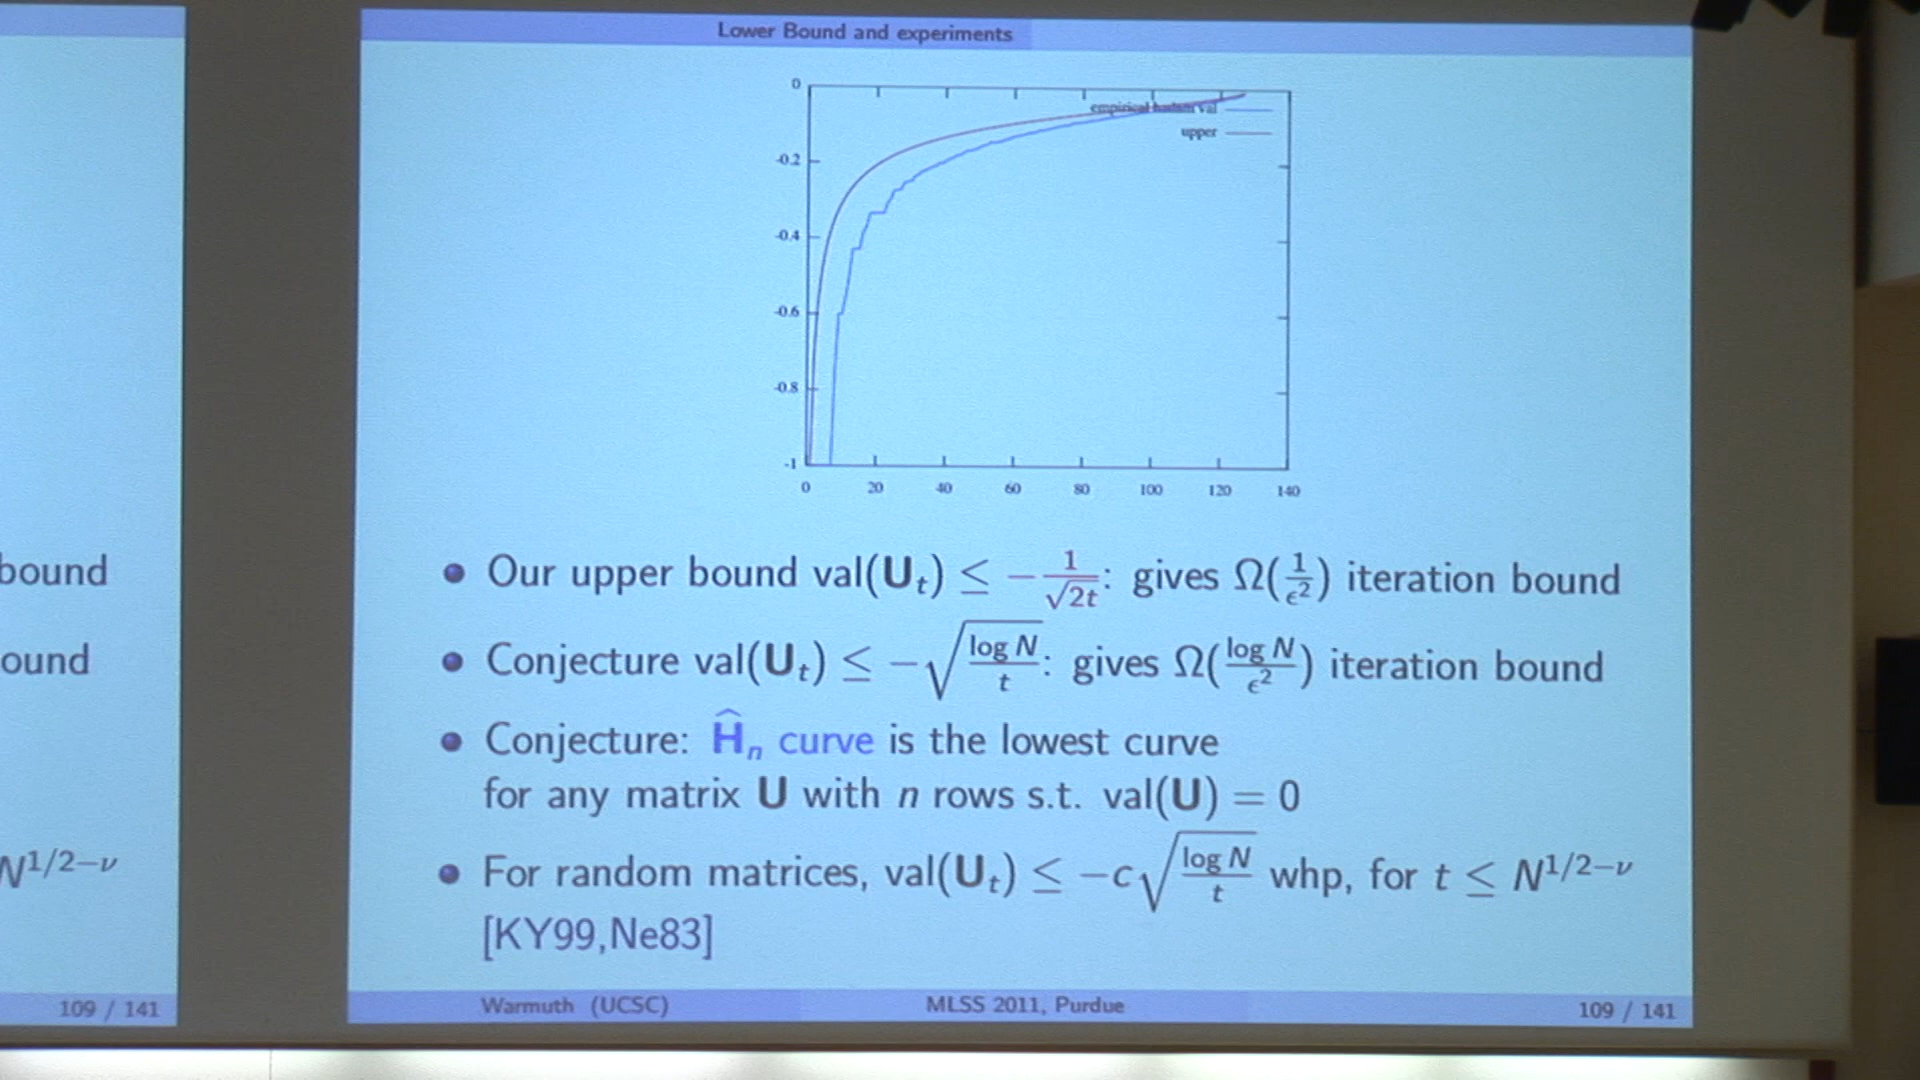 Lower Bound and experiments
0
empirical hadam val
upper
-0.2
-0.4
-0.6
-0.8
-1
0 20 40 60 80 100 120 140
bound
ound
N^{1/2−ν}
109 / 141
• Our upper bound val(U_t) ≤ −1/√2t: gives Ω(1/ϵ²) iteration bound
• Conjecture val(U_t) ≤ −√(log N / t): gives Ω(log N / ϵ²) iteration bound
• Conjecture: Ĥ_n curve is the lowest curve
for any matrix U with n rows s.t. val(U) = 0
• For random matrices, val(U_t) ≤ −c√(log N / t) whp, for t ≤ N^{1/2−ν}
[KY99,Ne83]
Warmuth (UCSC) MLSS 2011, Purdue 109 / 141